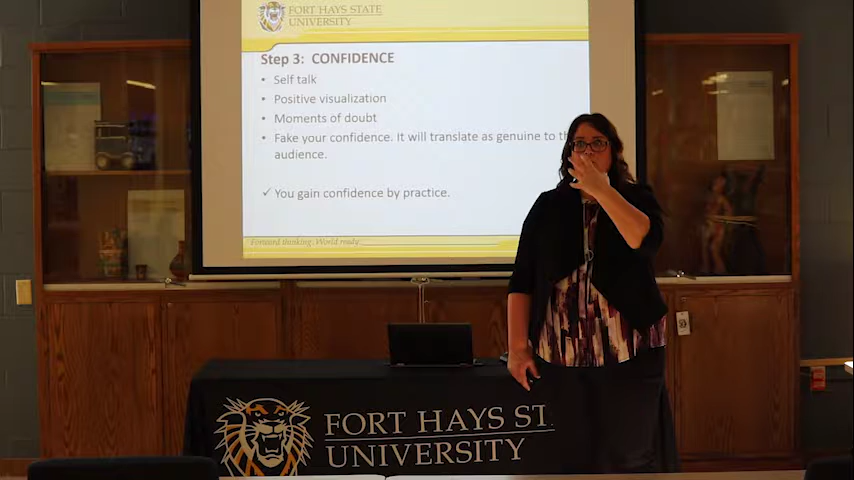 FORT HAYS STATE
UNIVERSITY
Step 3: CONFIDENCE
• Self talk
• Positive visualization
• Moments of doubt
• Fake your confidence. It will translate as genuine to
audience.
✓ You gain confidence by practice.
Forward thinking. World ready.
FORT HAYS ST
UNIVERSITY